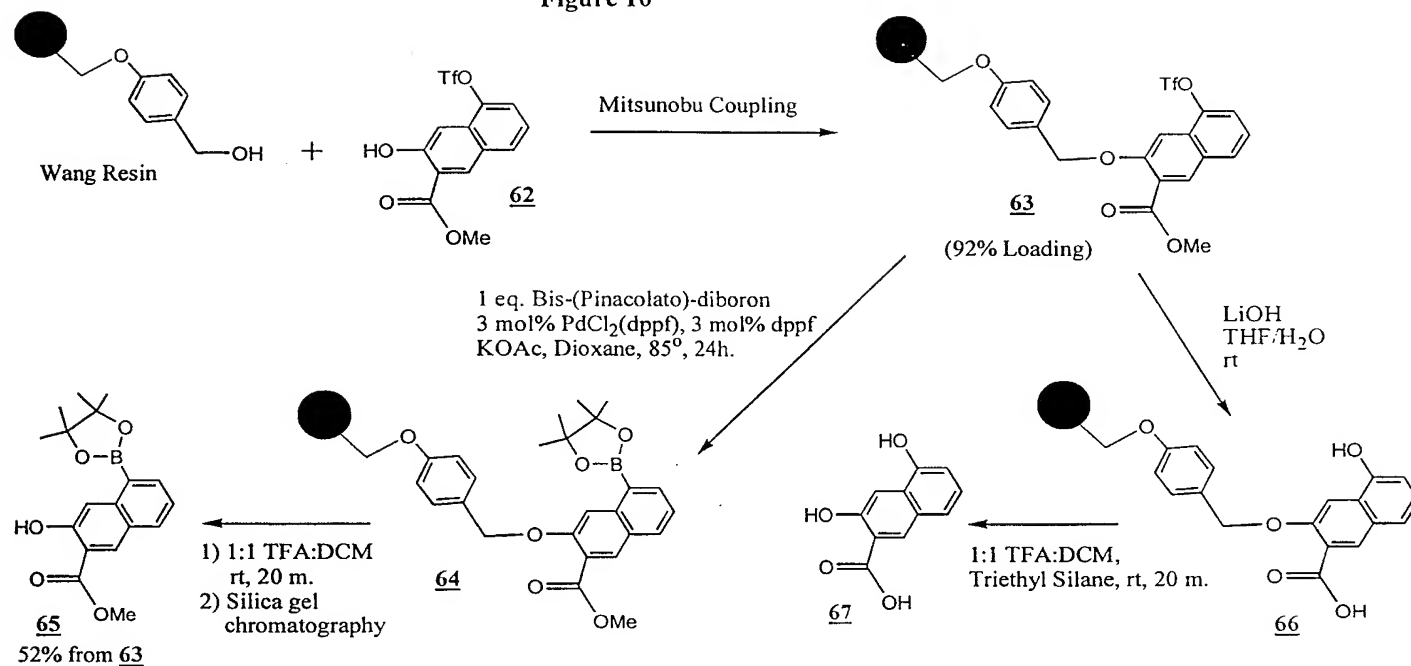 Figure 16
O
OH
Wang Resin
+
TfO
HO
O
OMe
62
Mitsunobu Coupling
O
TfO
O
O
OMe
63
(92% Loading)
1 eq. Bis-(Pinacolato)-diboron
3 mol% PdCl2(dppf), 3 mol% dppf
KOAc, Dioxane, 85º, 24h.
LiOH
THF/H2O
rt
O O
B
HO
O
OMe
65
52% from 63
1) 1:1 TFA:DCM
rt, 20 m.
2) Silica gel
chromatography
O
O O
B
O
O
OMe
64
HO
HO
O
OH
67
1:1 TFA:DCM,
Triethyl Silane, rt, 20 m.
O
HO
O
O
OH
66